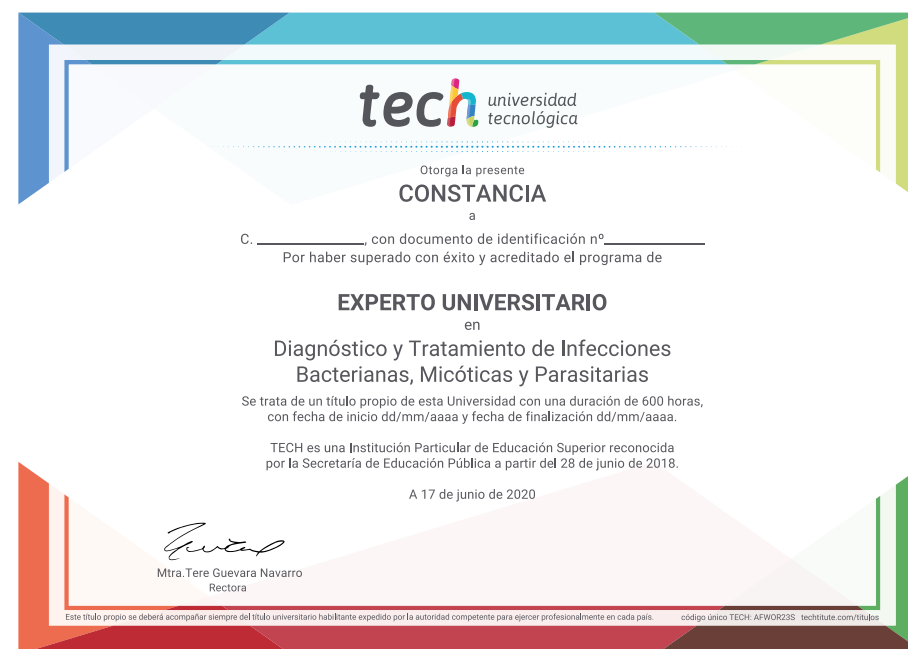 tech universidad
tecnológica
Otorga la presente
CONSTANCIA
a
C. ____________, con documento de identificación nº____________
Por haber superado con éxito y acreditado el programa de
EXPERTO UNIVERSITARIO
en
Diagnóstico y Tratamiento de Infecciones
Bacterianas, Micóticas y Parasitarias
Se trata de un título propio de esta Universidad con una duración de 600 horas,
con fecha de inicio dd/mm/aaaa y fecha de finalización dd/mm/aaaa.
TECH es una Institución Particular de Educación Superior reconocida
por la Secretaría de Educación Pública a partir del 28 de junio de 2018.
A 17 de junio de 2020
Mtra.Tere Guevara Navarro
Rectora
Este título propio se deberá acompañar siempre del título universitario habilitante expedido por la autoridad competente para ejercer profesionalmente en cada país. código único TECH: AFWOR23S techtitute.com/titulos